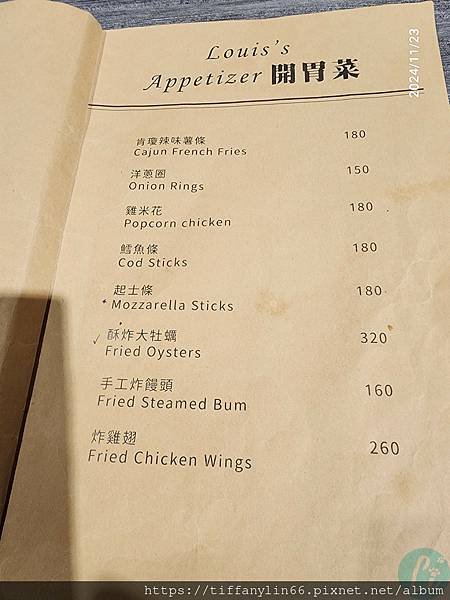 Louis's
Appetizer 開胃菜
2024/11/23
肯瓊辣味薯條 180
Cajun French Fries
洋蔥圈 150
Onion Rings
雞米花 180
Popcorn chicken
鱈魚條 180
Cod Sticks
起士條 180
Mozzarella Sticks
酥炸大牡蠣 320
Fried Oysters
手工炸饅頭 160
Fried Steamed Bum
炸雞翅 260
Fried Chicken Wings
https://tiffanylin66.pixnet.net/album